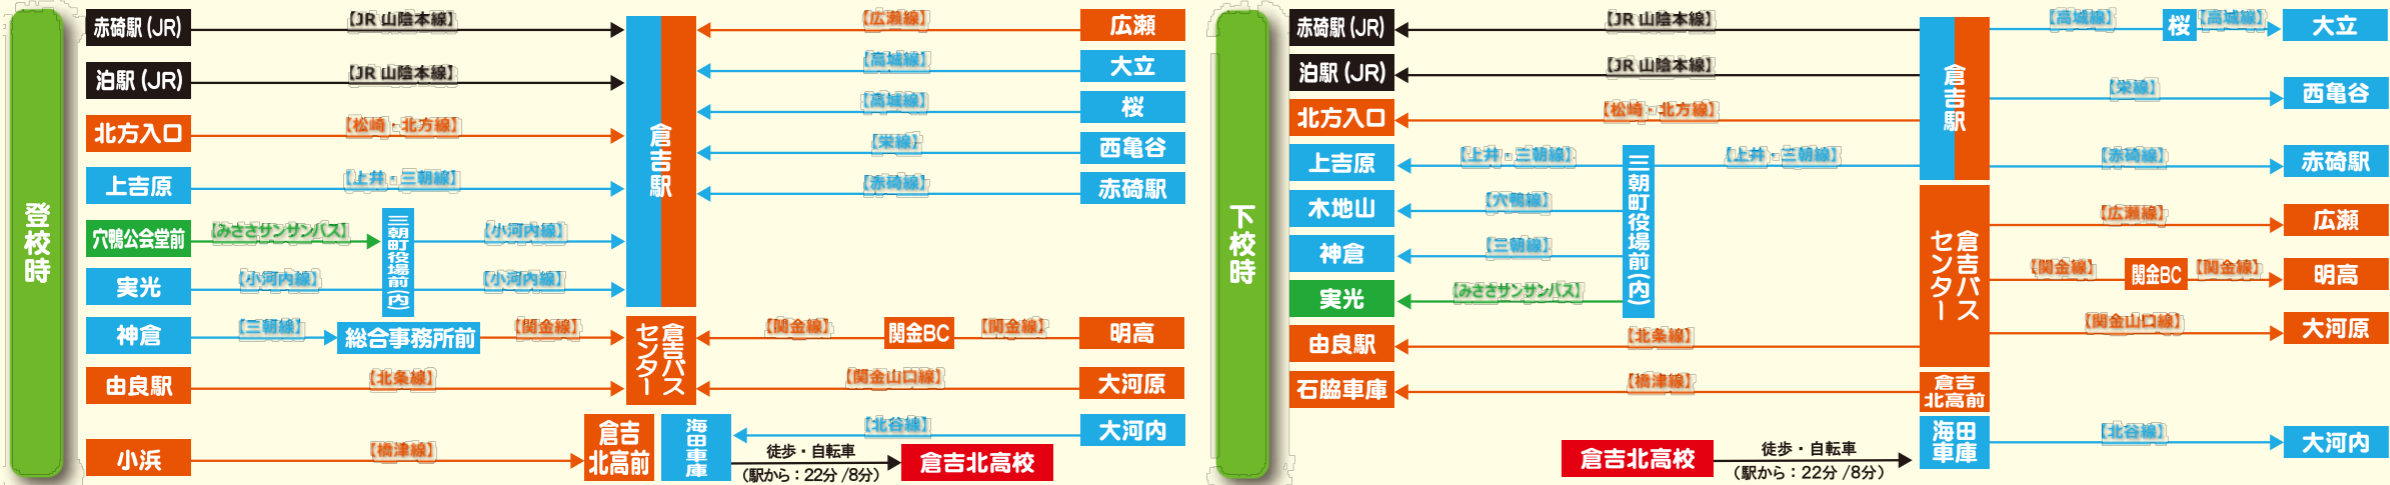 登校時
赤碕駅(JR)
【JR 山陰本線】
泊駅(JR)
【JR 山陰本線】
北方入口
【松崎・北方線】
上吉原
【上井・三朝線】
穴鴨公会堂前
【みささサンサンバス】
三朝町役場前(内)
【小河内線】
実光
【小河内線】
【小河内線】
倉吉駅
【広瀬線】
広瀬
【高城線】
大立
【高城線】
桜
【栄線】
西亀谷
【赤碕線】
赤碕駅
神倉
【三朝線】
総合事務所前
【関金線】
由良駅
【北条線】
倉吉バス
センター
【関金線】
関金BC
【関金線】
明高
【関金山口線】
大河原
小浜
【橋津線】
倉吉
北高前
海田車庫
【北谷線】
大河内
徒歩・自転車
(駅から：22分 /8分)
倉吉北高校
下校時
赤碕駅(JR)
【JR 山陰本線】
泊駅(JR)
【JR 山陰本線】
北方入口
【松崎・北方線】
上吉原
【上井・三朝線】
三朝町役場前(内)
【上井・三朝線】
木地山
【穴鴨線】
神倉
【三朝線】
実光
【みささサンサンバス】
由良駅
【北条線】
石脇車庫
【橋津線】
倉吉駅
【高城線】
桜
【高城線】
大立
【栄線】
西亀谷
【赤碕線】
赤碕駅
倉吉バス
センター
【広瀬線】
広瀬
【関金線】
関金BC
【関金線】
明高
【関金山口線】
大河原
倉吉
北高前
倉吉北高校
徒歩・自転車
(駅から：22分 /8分)
海田
車庫
【北谷線】
大河内